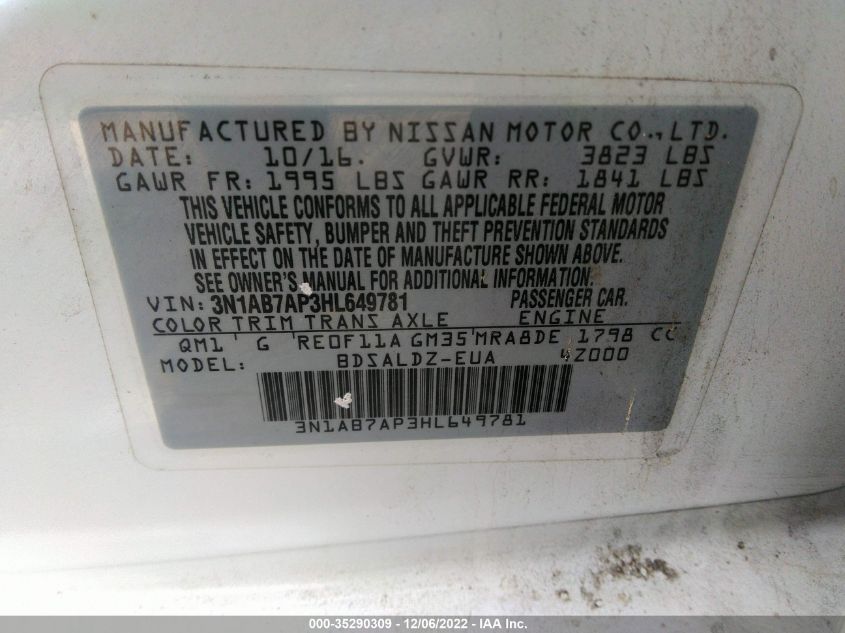 MANUFACTURED BY NISSAN MOTOR CO., LTD.
DATE: 10/16. GVWR: 3823 LBS
GAWR FR: 1995 LBS GAWR RR: 1841 LBS
THIS VEHICLE CONFORMS TO ALL APPLICABLE FEDERAL MOTOR
VEHICLE SAFETY, BUMPER AND THEFT PREVENTION STANDARDS
IN EFFECT ON THE DATE OF MANUFACTURE SHOWN ABOVE.
SEE OWNER'S MANUAL FOR ADDITIONAL INFORMATION.
VIN: 3N1AB7AP3HL649781 PASSENGER CAR.
COLOR TRIM TRANS AXLE ENGINE
QM1 G RE0F11A GM35 MRA8DE 1798 CC
MODEL: BDSALDZ-EUA
3N1AB7AP3HL649781
000-35290309 - 12/06/2022 - IAA Inc.